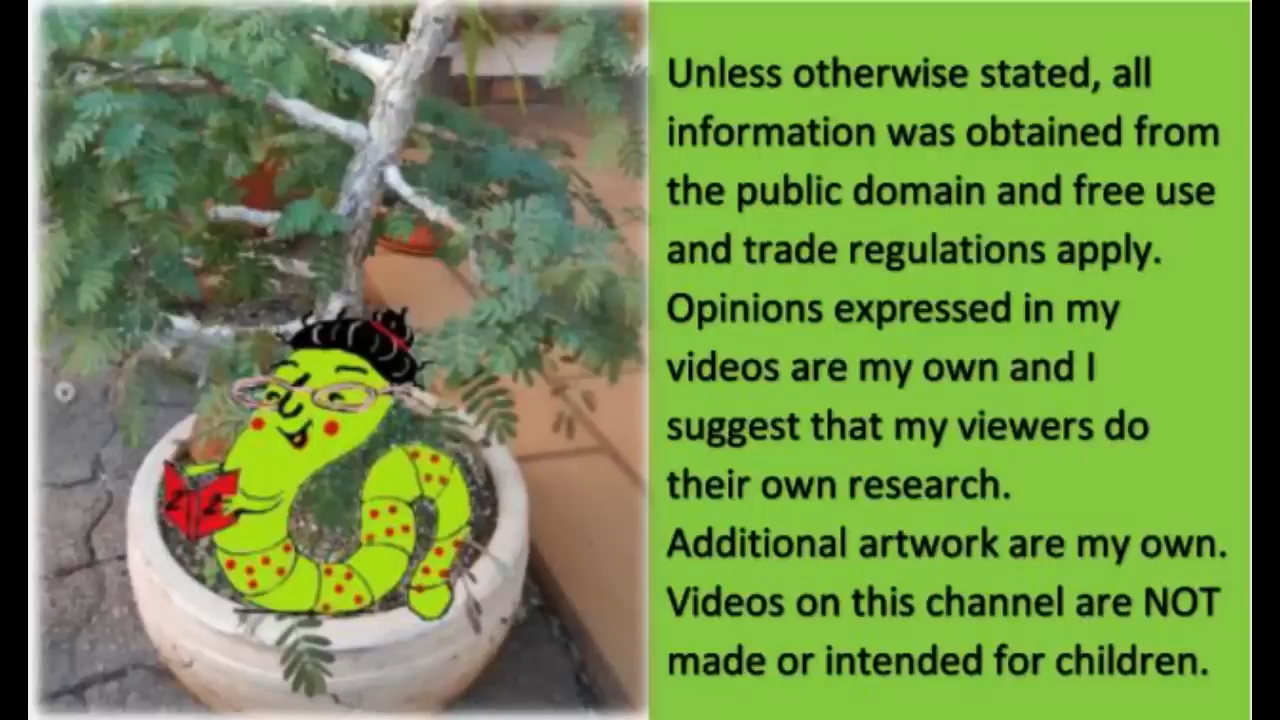 Unless otherwise stated, all
information was obtained from
the public domain and free use
and trade regulations apply.
Opinions expressed in my
videos are my own and I
suggest that my viewers do
their own research.
Additional artwork are my own.
Videos on this channel are NOT
made or intended for children.